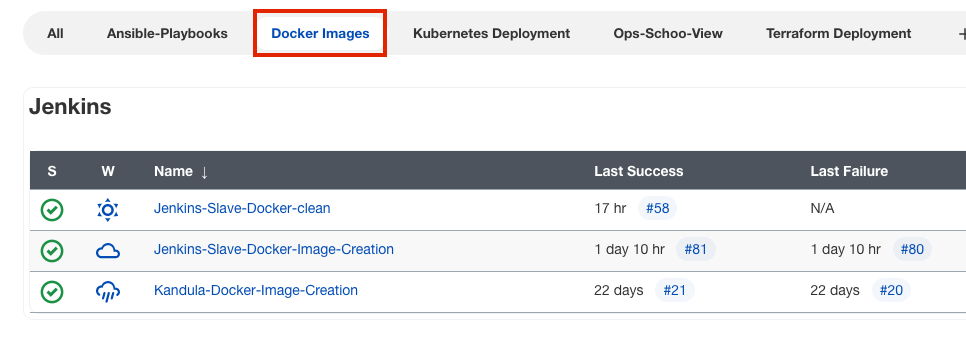 All Ansible-Playbooks Docker Images Kubernetes Deployment Ops-Schoo-View Terraform Deployment +
Jenkins
S W Name ↓ Last Success Last Failure
Jenkins-Slave-Docker-clean 17 hr #58 N/A
Jenkins-Slave-Docker-Image-Creation 1 day 10 hr #81 1 day 10 hr #80
Kandula-Docker-Image-Creation 22 days #21 22 days #20